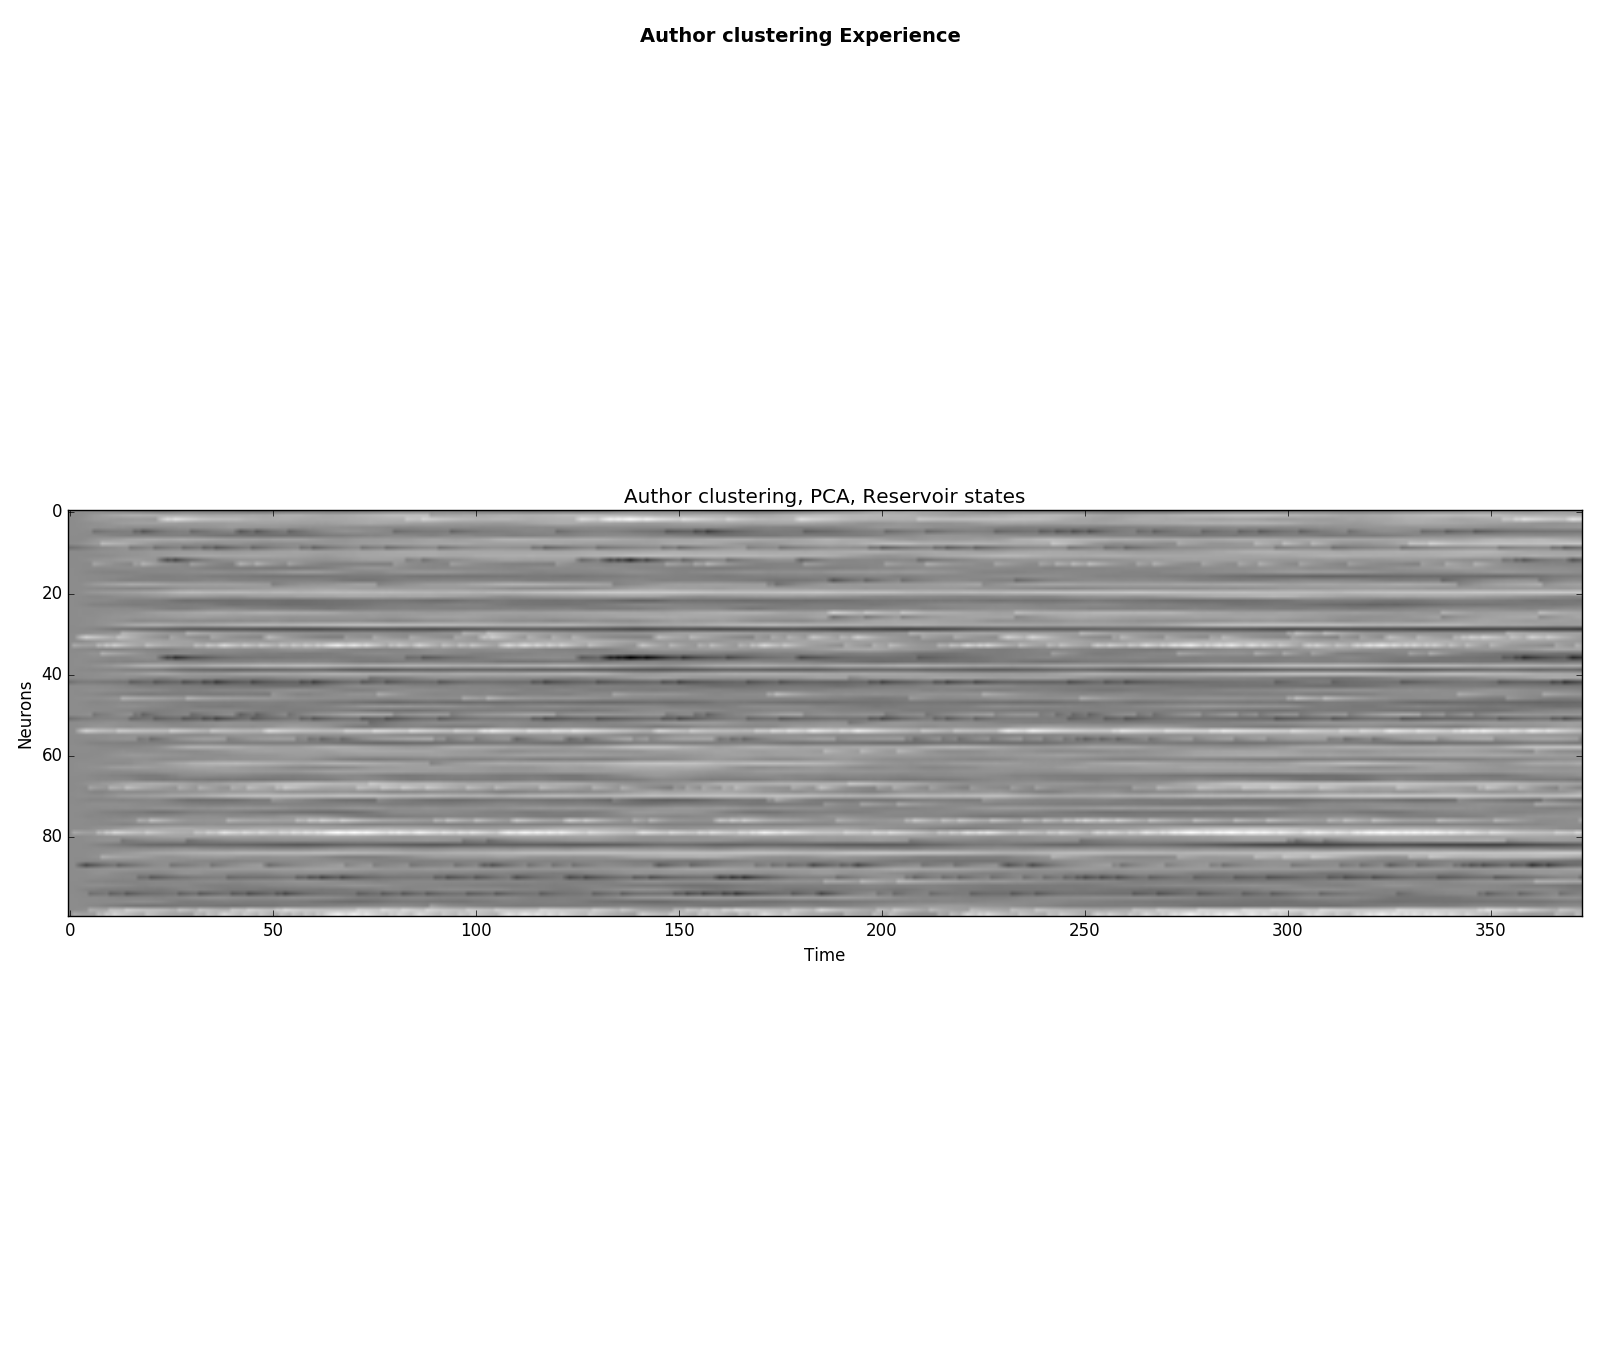 Author clustering Experience
Author clustering, PCA, Reservoir states
0
20
40
60
80
Neurons
0 50 100 150 200 250 300 350
Time